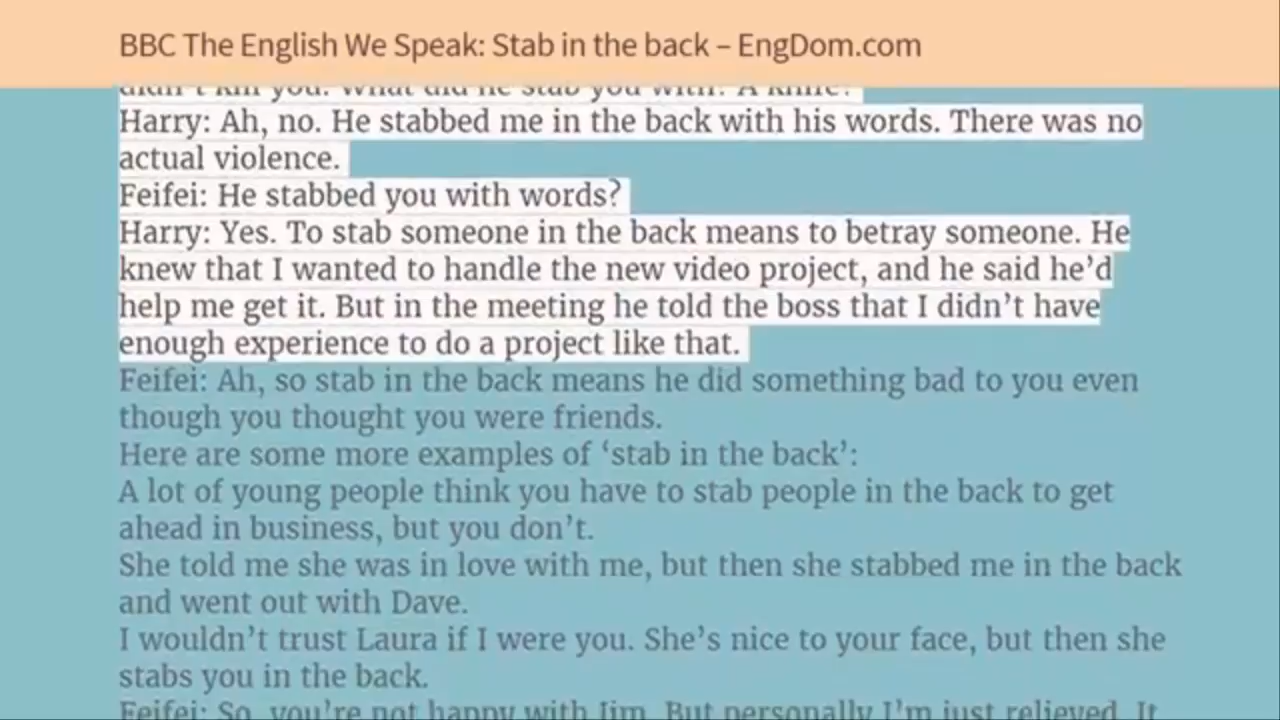 BBC The English We Speak: Stab in the back – EngDom.com
didn't kill you. What did he stab you with? A knife?
Harry: Ah, no. He stabbed me in the back with his words. There was no
actual violence.
Feifei: He stabbed you with words?
Harry: Yes. To stab someone in the back means to betray someone. He
knew that I wanted to handle the new video project, and he said he’d
help me get it. But in the meeting he told the boss that I didn’t have
enough experience to do a project like that.
Feifei: Ah, so stab in the back means he did something bad to you even
though you thought you were friends.
Here are some more examples of ‘stab in the back’:
A lot of young people think you have to stab people in the back to get
ahead in business, but you don’t.
She told me she was in love with me, but then she stabbed me in the back
and went out with Dave.
I wouldn’t trust Laura if I were you. She’s nice to your face, but then she
stabs you in the back.
Feifei: So, you’re not happy with Jim. But personally I’m just relieved. It